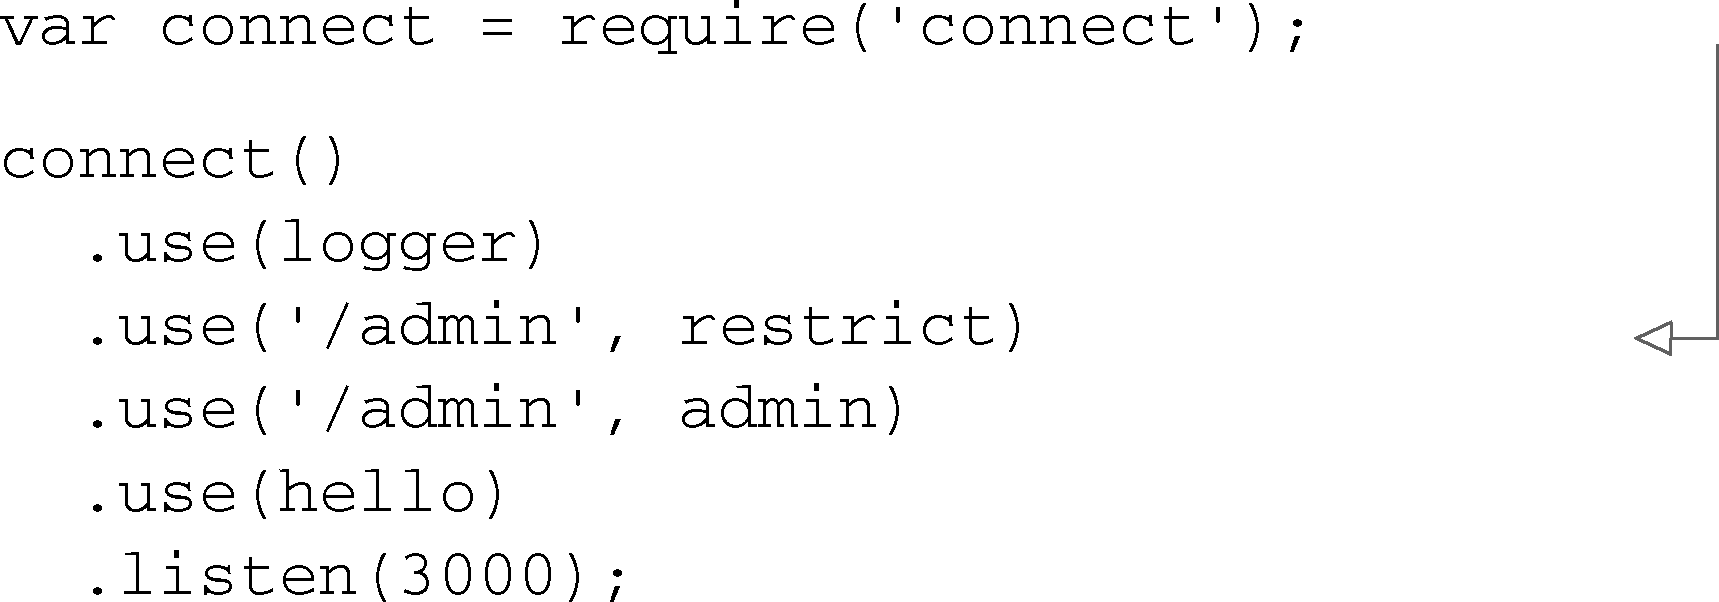 var connect = require('connect');
connect()
.use(logger)
.use('/admin', restrict)
.use('/admin', admin)
.use(hello)
.listen(3000);